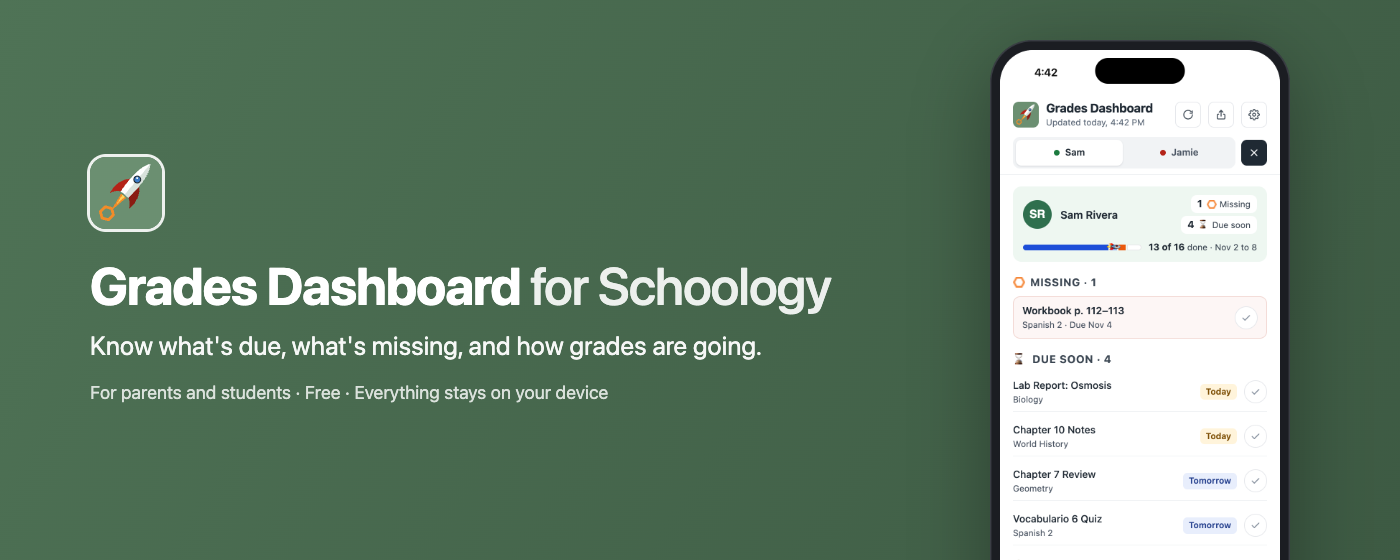 Grades Dashboard for Schoology
Know what's due, what's missing, and how grades are going.
For parents and students · Free · Everything stays on your device
4:42
Grades Dashboard
Updated today, 4:42 PM
Sam
Jamie
SR
Sam Rivera
1 Missing
4 Due soon
13 of 16 done · Nov 2 to 8
MISSING · 1
Workbook p. 112–113
Spanish 2 · Due Nov 4
DUE SOON · 4
Lab Report: Osmosis
Biology
Today
Chapter 10 Notes
World History
Today
Chapter 7 Review
Geometry
Tomorrow
Vocabulario 6 Quiz
Spanish 2
Tomorrow